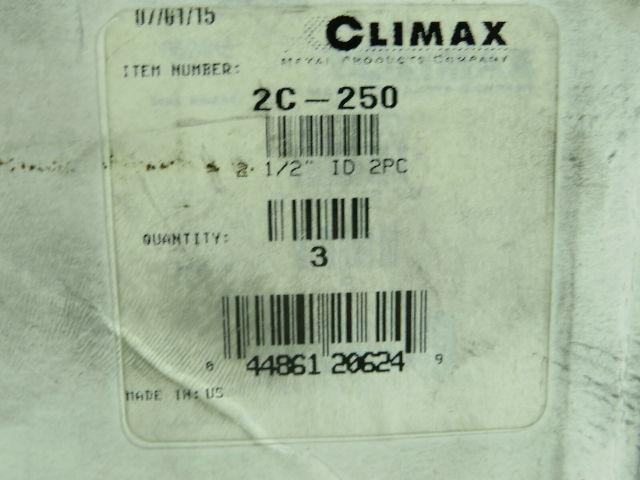 07/01/15
CLIMAX
METAL PRODUCTS COMPANY
ITEM NUMBER:
2C-250
2 1/2" ID 2PC
QUANTITY:
3
0 44861 20624 9
MADE IN: US